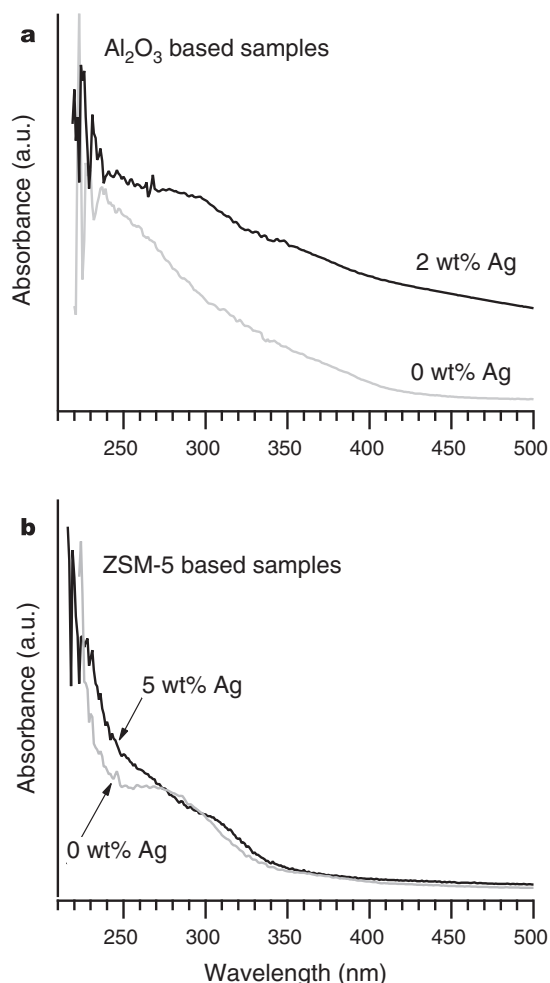 a
Al₂O₃ based samples
Absorbance (a.u.)
2 wt% Ag
0 wt% Ag
250 300 350 400 450 500
b
ZSM-5 based samples
Absorbance (a.u.)
5 wt% Ag
0 wt% Ag
250 300 350 400 450 500
Wavelength (nm)